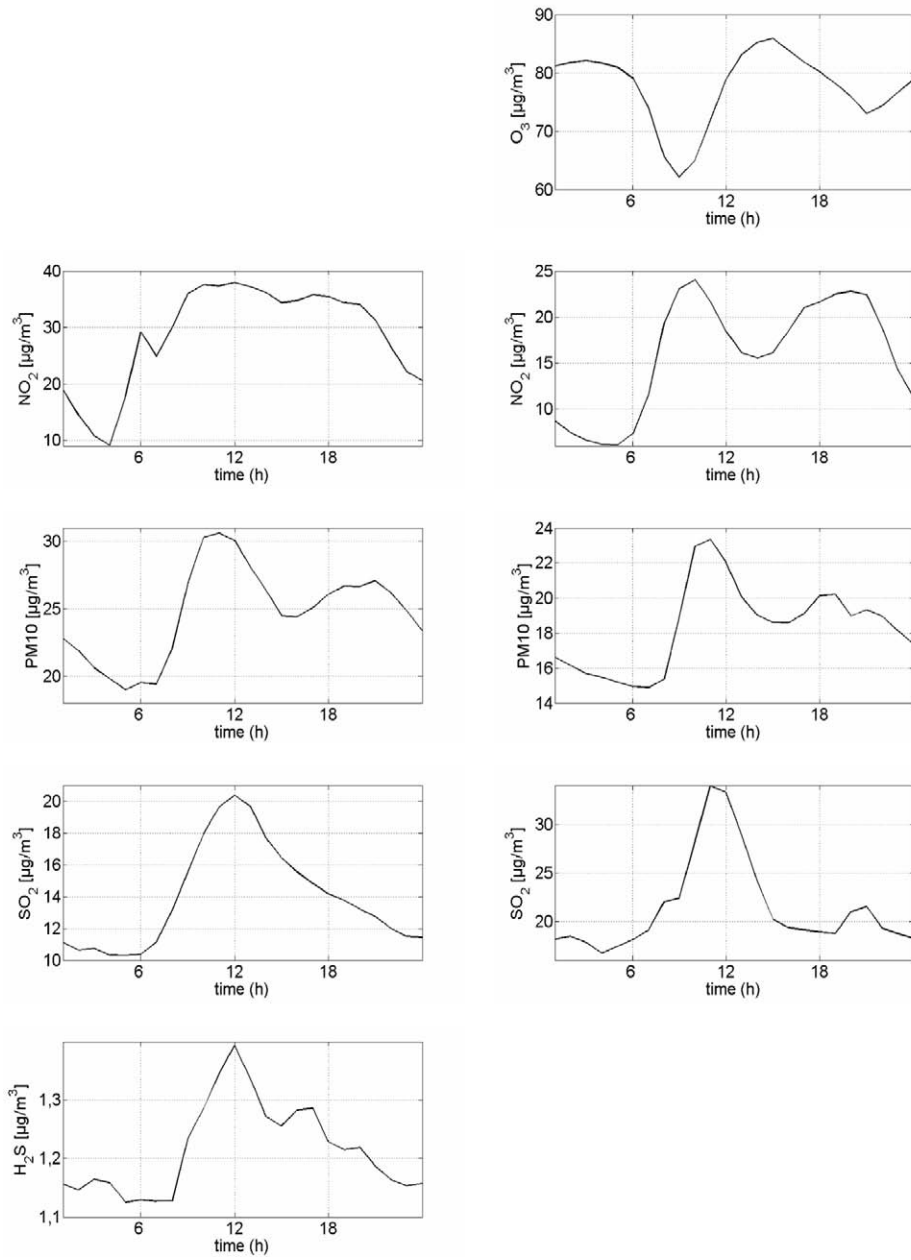 90
80
70
60
O3 [µg/m3]
6 12 18
time (h)
40
30
20
10
NO2 [µg/m3]
6 12 18
time (h)
25
20
15
10
NO2 [µg/m3]
6 12 18
time (h)
30
25
20
PM10 [µg/m3]
6 12 18
time (h)
24
22
20
18
16
14
PM10 [µg/m3]
6 12 18
time (h)
20
18
16
14
12
10
SO2 [µg/m3]
6 12 18
time (h)
30
25
20
SO2 [µg/m3]
6 12 18
time (h)
1,3
1,2
1,1
H2S [µg/m3]
6 12 18
time (h)